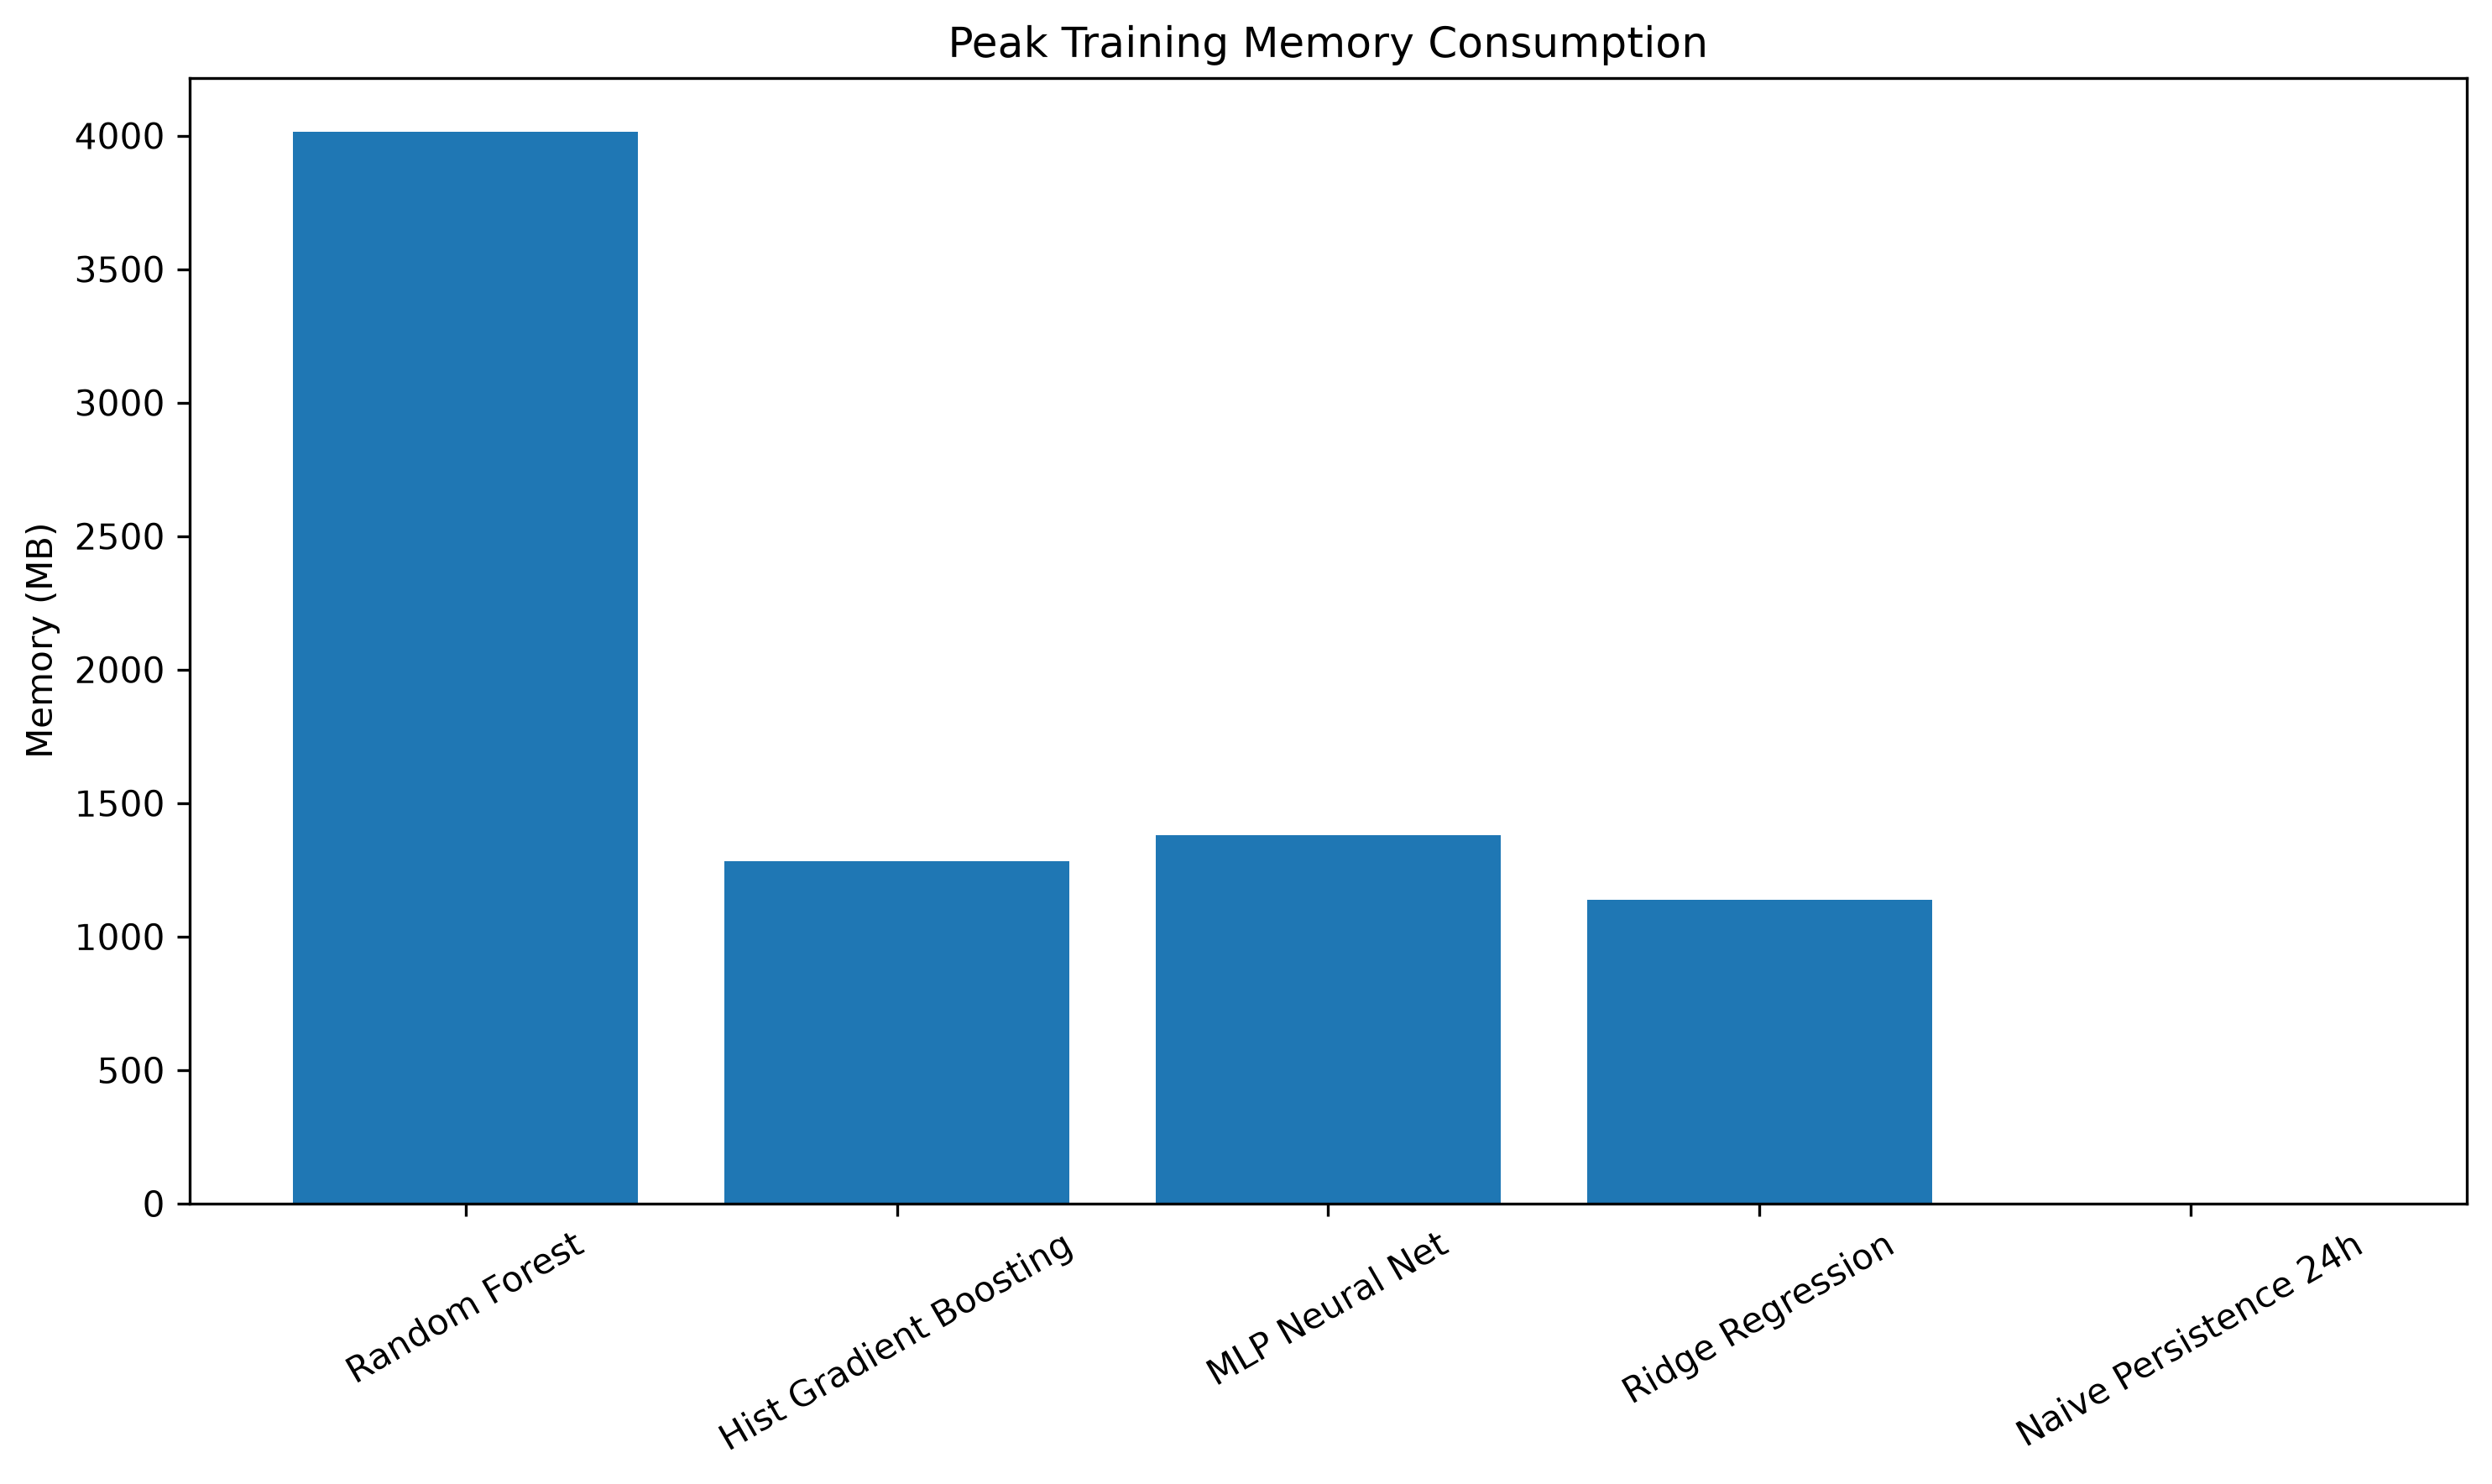 Peak Training Memory Consumption
Memory (MB)
4000
3500
3000
2500
2000
1500
1000
500
0
Random Forest
Hist Gradient Boosting
MLP Neural Net
Ridge Regression
Naive Persistence 24h